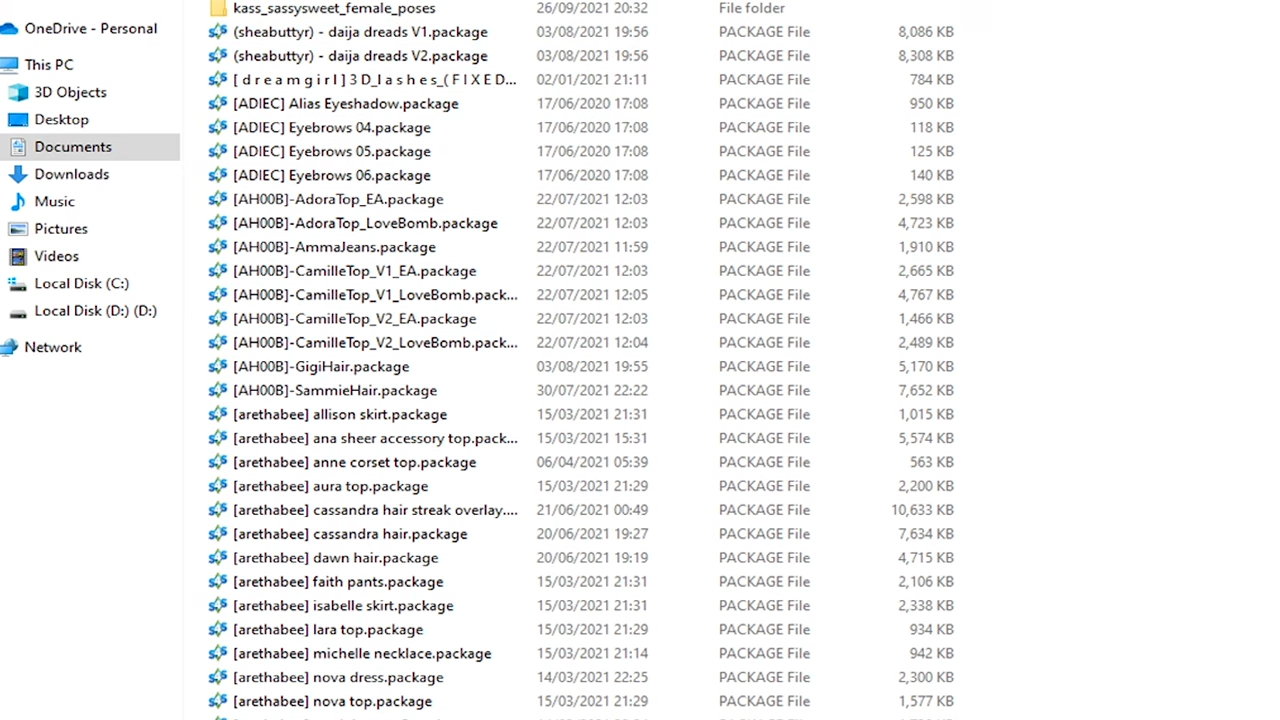 kass_sassysweet_female_poses 26/09/2021 20:32 File folder
OneDrive - Personal
This PC
3D Objects
Desktop
Documents
Downloads
Music
Pictures
Videos
Local Disk (C:)
Local Disk (D:) (D:)
Network
(sheabuttyr) - daija dreads V1.package 03/08/2021 19:56 PACKAGE File 8,086 KB
(sheabuttyr) - daija dreads V2.package 03/08/2021 19:56 PACKAGE File 8,308 KB
[ d r e a m g i r l ] 3 D_l a s h e s_( F I X E D... 02/01/2021 21:11 PACKAGE File 784 KB
[ADIEC] Alias Eyeshadow.package 17/06/2020 17:08 PACKAGE File 950 KB
[ADIEC] Eyebrows 04.package 17/06/2020 17:08 PACKAGE File 118 KB
[ADIEC] Eyebrows 05.package 17/06/2020 17:08 PACKAGE File 125 KB
[ADIEC] Eyebrows 06.package 17/06/2020 17:08 PACKAGE File 140 KB
[AH00B]-AdoraTop_EA.package 22/07/2021 12:03 PACKAGE File 2,598 KB
[AH00B]-AdoraTop_LoveBomb.package 22/07/2021 12:03 PACKAGE File 4,723 KB
[AH00B]-AmmaJeans.package 22/07/2021 11:59 PACKAGE File 1,910 KB
[AH00B]-CamilleTop_V1_EA.package 22/07/2021 12:03 PACKAGE File 2,665 KB
[AH00B]-CamilleTop_V1_LoveBomb.pack... 22/07/2021 12:05 PACKAGE File 4,767 KB
[AH00B]-CamilleTop_V2_EA.package 22/07/2021 12:03 PACKAGE File 1,466 KB
[AH00B]-CamilleTop_V2_LoveBomb.pack... 22/07/2021 12:04 PACKAGE File 2,489 KB
[AH00B]-GigiHair.package 03/08/2021 19:55 PACKAGE File 5,170 KB
[AH00B]-SammieHair.package 30/07/2021 22:22 PACKAGE File 7,652 KB
[arethabee] allison skirt.package 15/03/2021 21:31 PACKAGE File 1,015 KB
[arethabee] ana sheer accessory top.pack... 15/03/2021 15:31 PACKAGE File 5,574 KB
[arethabee] anne corset top.package 06/04/2021 05:39 PACKAGE File 563 KB
[arethabee] aura top.package 15/03/2021 21:29 PACKAGE File 2,200 KB
[arethabee] cassandra hair streak overlay.... 21/06/2021 00:49 PACKAGE File 10,633 KB
[arethabee] cassandra hair.package 20/06/2021 19:27 PACKAGE File 7,634 KB
[arethabee] dawn hair.package 20/06/2021 19:19 PACKAGE File 4,715 KB
[arethabee] faith pants.package 15/03/2021 21:31 PACKAGE File 2,106 KB
[arethabee] isabelle skirt.package 15/03/2021 21:31 PACKAGE File 2,338 KB
[arethabee] lara top.package 15/03/2021 21:29 PACKAGE File 934 KB
[arethabee] michelle necklace.package 15/03/2021 21:14 PACKAGE File 942 KB
[arethabee] nova dress.package 14/03/2021 22:25 PACKAGE File 2,300 KB
[arethabee] nova top.package 15/03/2021 21:29 PACKAGE File 1,577 KB